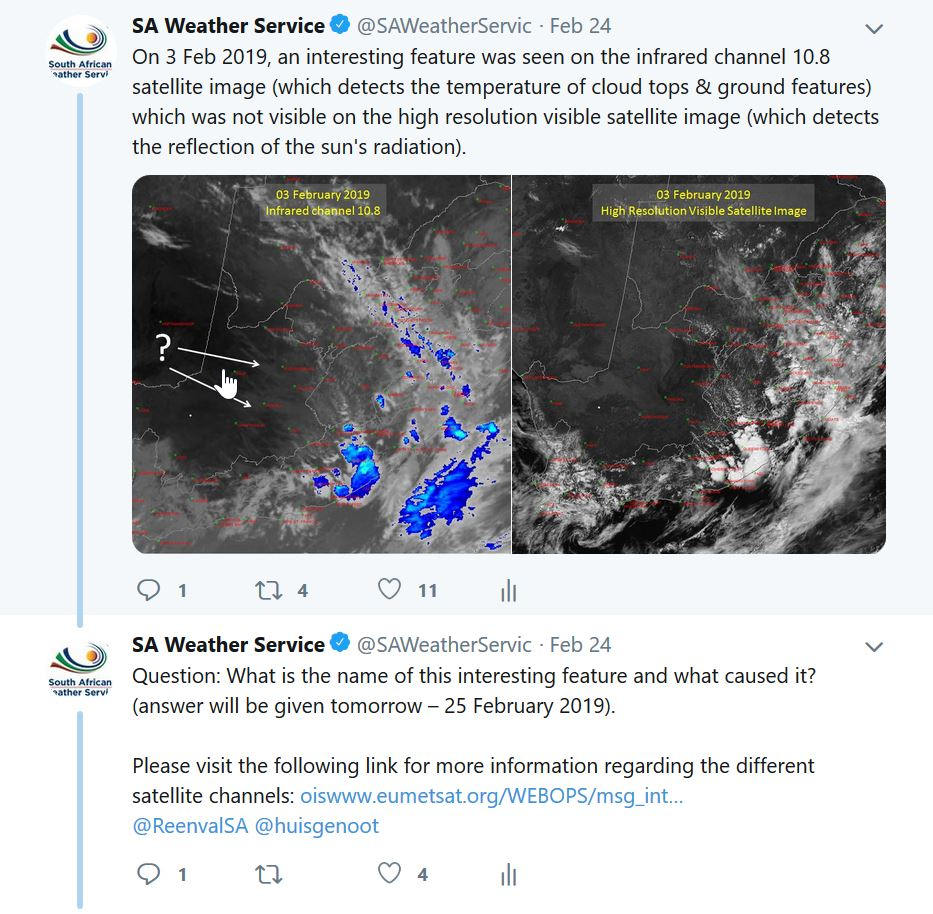 SA Weather Service @SAWeatherServic · Feb 24
On 3 Feb 2019, an interesting feature was seen on the infrared channel 10.8
satellite image (which detects the temperature of cloud tops & ground features)
which was not visible on the high resolution visible satellite image (which detects
the reflection of the sun's radiation).
South African
eather Servi
03 February 2019
Infrared channel 10.8
03 February 2019
High Resolution Visible Satellite Image
?
1 4 11
SA Weather Service @SAWeatherServic · Feb 24
Question: What is the name of this interesting feature and what caused it?
(answer will be given tomorrow – 25 February 2019).
South African
eather Servi
Please visit the following link for more information regarding the different
satellite channels: oiswww.eumetsat.org/WEBOPS/msg_int...
@ReenvalSA @huisgenoot
1 4